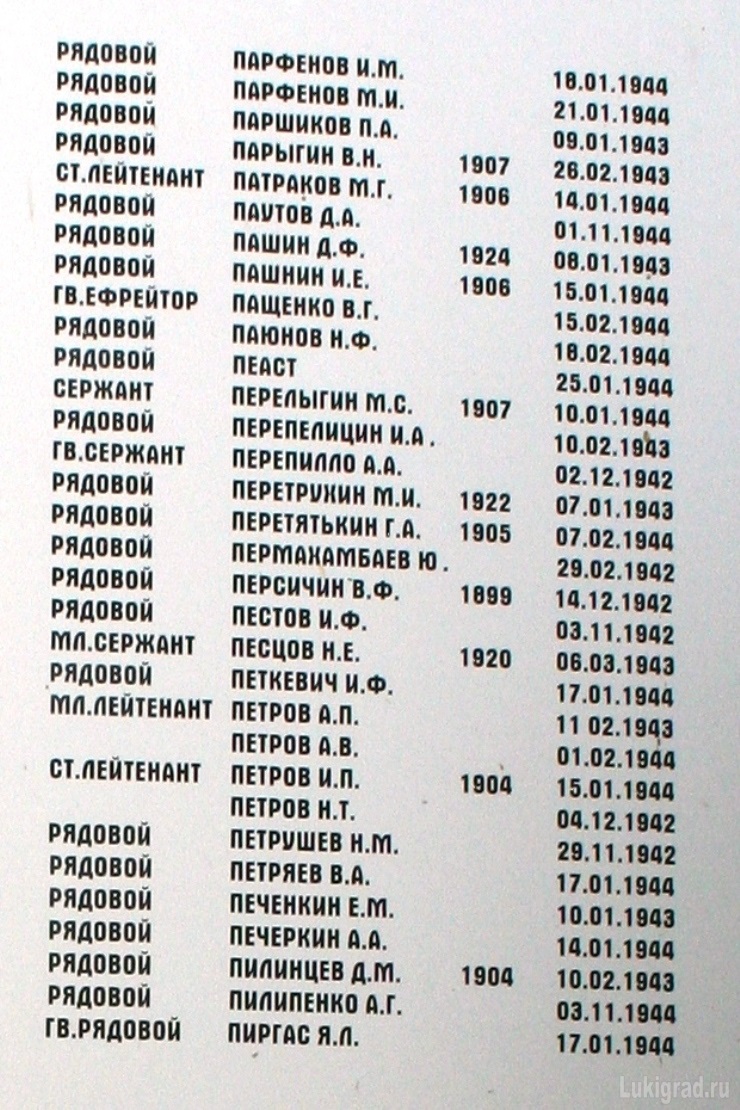 РЯДОВОЙ ПАРФЕНОВ И.М. 18.01.1944
РЯДОВОЙ ПАРФЕНОВ М.И. 21.01.1944
РЯДОВОЙ ПАРШИКОВ П.А. 09.01.1943
РЯДОВОЙ ПАРЫГИН В.Н. 1907 26.02.1943
СТ.ЛЕЙТЕНАНТ ПАТРАКОВ М.Г. 1906 14.01.1944
РЯДОВОЙ ПАУТОВ Д.А. 01.11.1944
РЯДОВОЙ ПАШИН Д.Ф. 1924 08.01.1943
РЯДОВОЙ ПАШНИН И.Е. 1906 15.01.1944
ГВ.ЕФРЕЙТОР ПАЩЕНКО В.Г. 15.02.1944
РЯДОВОЙ ПАЮНОВ Н.Ф. 18.02.1944
РЯДОВОЙ ПЕАСТ 25.01.1944
СЕРЖАНТ ПЕРЕЛЫГИН М.С. 1907 10.01.1944
РЯДОВОЙ ПЕРЕПЕЛИЦИН И.А. 10.02.1943
ГВ.СЕРЖАНТ ПЕРЕПИЛЛО А.А. 02.12.1942
РЯДОВОЙ ПЕРЕТРУХИН М.И. 1922 07.01.1943
РЯДОВОЙ ПЕРЕТЯТЬКИН Г.А. 1905 07.02.1944
РЯДОВОЙ ПЕРМАХАМБАЕВ Ю. 29.02.1942
РЯДОВОЙ ПЕРСИЧИН В.Ф. 1899 14.12.1942
РЯДОВОЙ ПЕСТОВ И.Ф. 03.11.1942
МЛ.СЕРЖАНТ ПЕСЦОВ Н.Е. 1920 06.03.1943
РЯДОВОЙ ПЕТКЕВИЧ И.Ф. 17.01.1944
МЛ.ЛЕЙТЕНАНТ ПЕТРОВ А.П. 11 02.1943
ПЕТРОВ А.В. 01.02.1944
СТ.ЛЕЙТЕНАНТ ПЕТРОВ И.П. 1904 15.01.1944
ПЕТРОВ Н.Т. 04.12.1942
РЯДОВОЙ ПЕТРУШЕВ Н.М. 29.11.1942
РЯДОВОЙ ПЕТРЯЕВ В.А. 17.01.1944
РЯДОВОЙ ПЕЧЕНКИН Е.М. 10.01.1943
РЯДОВОЙ ПЕЧЕРКИН А.А. 14.01.1944
РЯДОВОЙ ПИЛИНЦЕВ Д.М. 1904 10.02.1943
РЯДОВОЙ ПИЛИПЕНКО А.Г. 03.11.1944
ГВ.РЯДОВОЙ ПИРГАС Я.Л. 17.01.1944
Lukigrad.ru